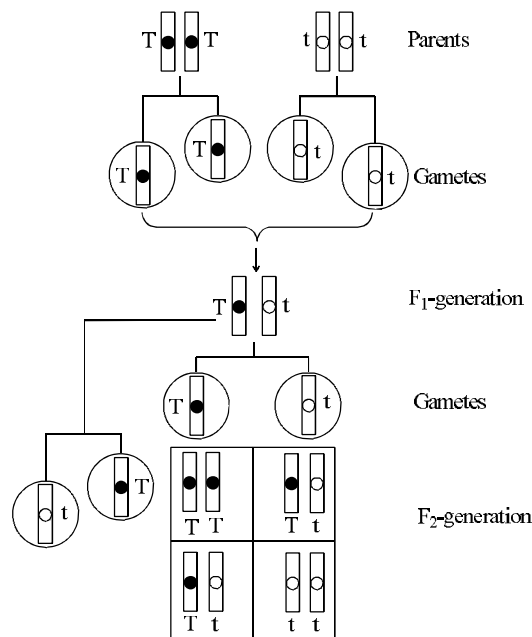 T T t t Parents
T T t t Gametes
T t F₁-generation
T t Gametes
t T
T T T t F₂-generation
T t t t